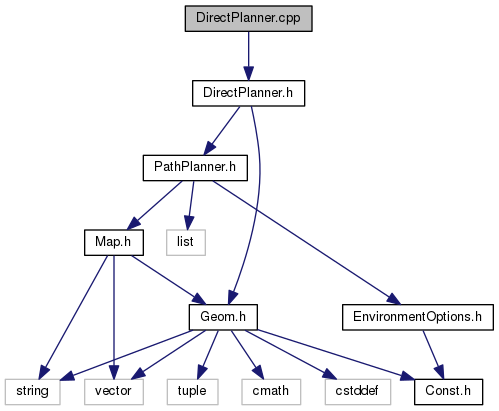 DirectPlanner.cpp
DirectPlanner.h
PathPlanner.h
Map.h
list
Geom.h
EnvironmentOptions.h
string
vector
tuple
cmath
cstddef
Const.h